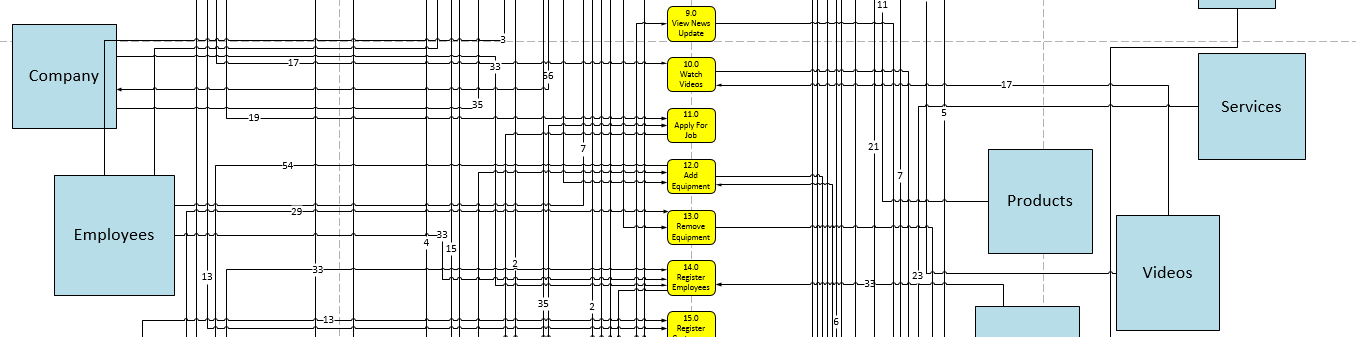 11
9.0
View News
Update
3
17
33
10.0
Watch
Videos
56
Company
17
35
Services
19
11.0
Apply For
Job
5
7
21
54
12.0
Add
Equipment
7
Products
29
13.0
Remove
Equipment
Employees
33
4
15
2
13
33
14.0
Register
Employees
Videos
23
33
35
2
13
15.0
Register
6